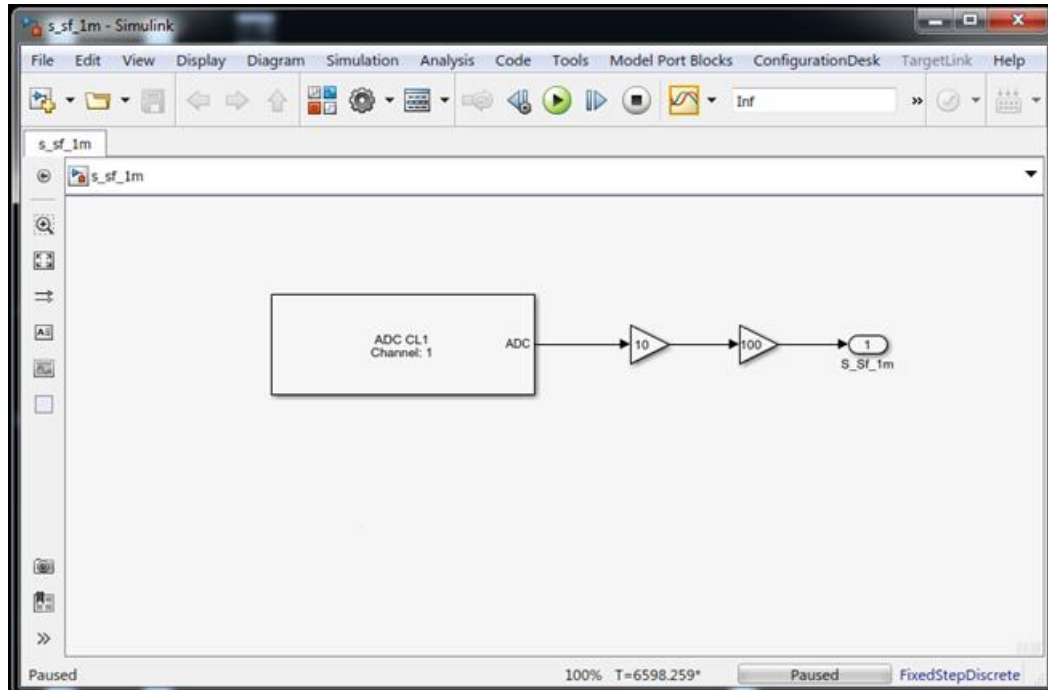 s_sf_1m - Simulink
File Edit View Display Diagram Simulation Analysis Code Tools Model Port Blocks ConfigurationDesk TargetLink Help
Inf »
s_sf_1m
s_sf_1m
ADC CL1
Channel: 1
ADC
10
100
1
S_Sf_1m
»
Paused 100% T=6598.259* Paused FixedStepDiscrete